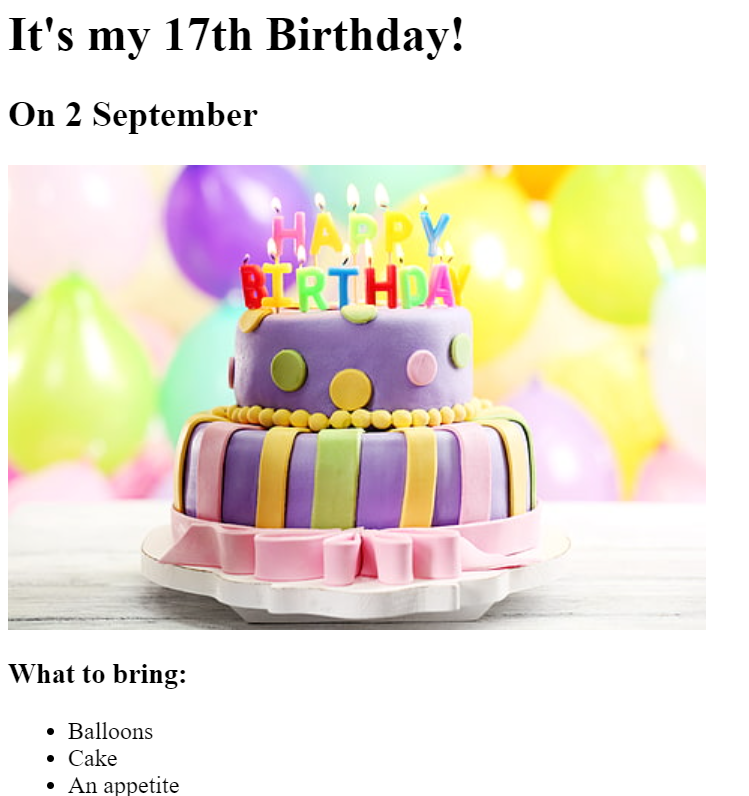 It's my 17th Birthday!
On 2 September
HAPPY
BIRTHDAY
What to bring:
Balloons
Cake
An appetite